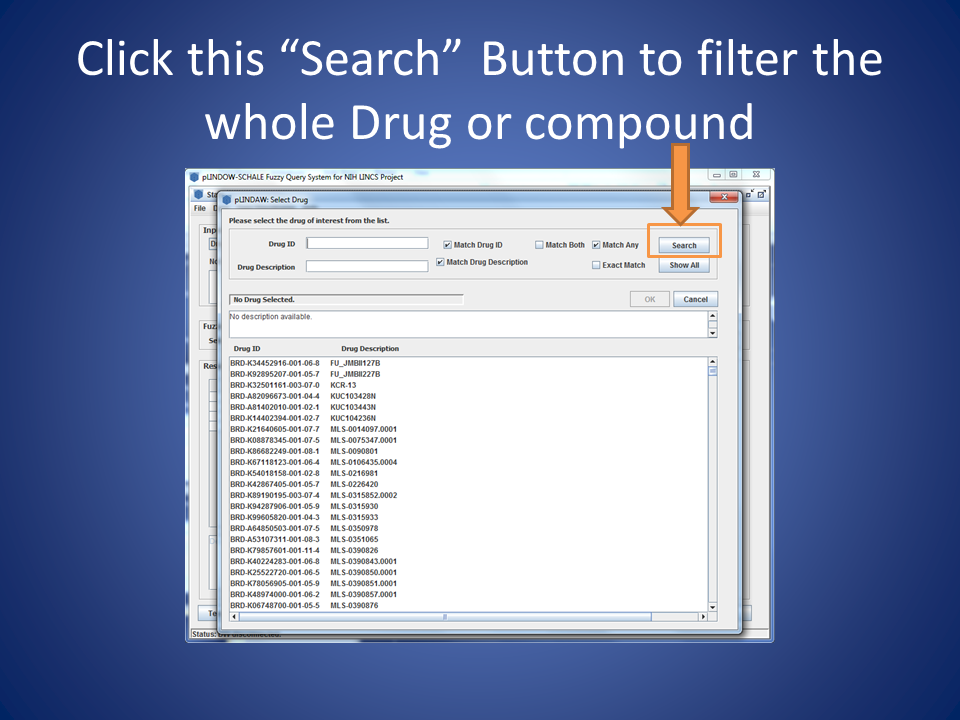 Click this “Search” Button to filter the
whole Drug or compound
pLINDOW-SCHALE Fuzzy Query System for NIH LINCS Project
pLINDAW: Select Drug
File
Please select the drug of interest from the list.
Drug ID
Match Drug ID
Match Both
Match Any
Search
Drug Description
Match Drug Description
Exact Match
Show All
No Drug Selected.
OK
Cancel
No description available.
Drug ID Drug Description
BRD-K34452916-001-06-8 FU_JMBII127B
BRD-K92895207-001-05-7 FU_JMBII227B
BRD-K32501161-003-07-0 KCR-13
BRD-A82096673-001-04-4 KUC103428N
BRD-A81402010-001-02-1 KUC103443N
BRD-K14402394-001-02-7 KUC104236N
BRD-K21640605-001-07-7 MLS-0014097.0001
BRD-K08878345-001-07-5 MLS-0075347.0001
BRD-K86682249-001-08-1 MLS-0090801
BRD-K67118123-001-06-4 MLS-0106435.0004
BRD-K54018158-001-02-8 MLS-0216981
BRD-K42867405-001-05-7 MLS-0226420
BRD-K89190195-003-07-4 MLS-0315852.0002
BRD-K94287906-001-05-9 MLS-0315930
BRD-K99605820-001-04-3 MLS-0315933
BRD-A64850503-001-07-5 MLS-0350978
BRD-A53107311-001-08-3 MLS-0351065
BRD-K79857601-001-11-4 MLS-0390826
BRD-K40224283-001-06-8 MLS-0390843.0001
BRD-K25522720-001-06-5 MLS-0390850.0001
BRD-K78056905-001-05-9 MLS-0390851.0001
BRD-K48974000-001-06-2 MLS-0390857.0001
BRD-K06748700-001-05-5 MLS-0390876
Status: